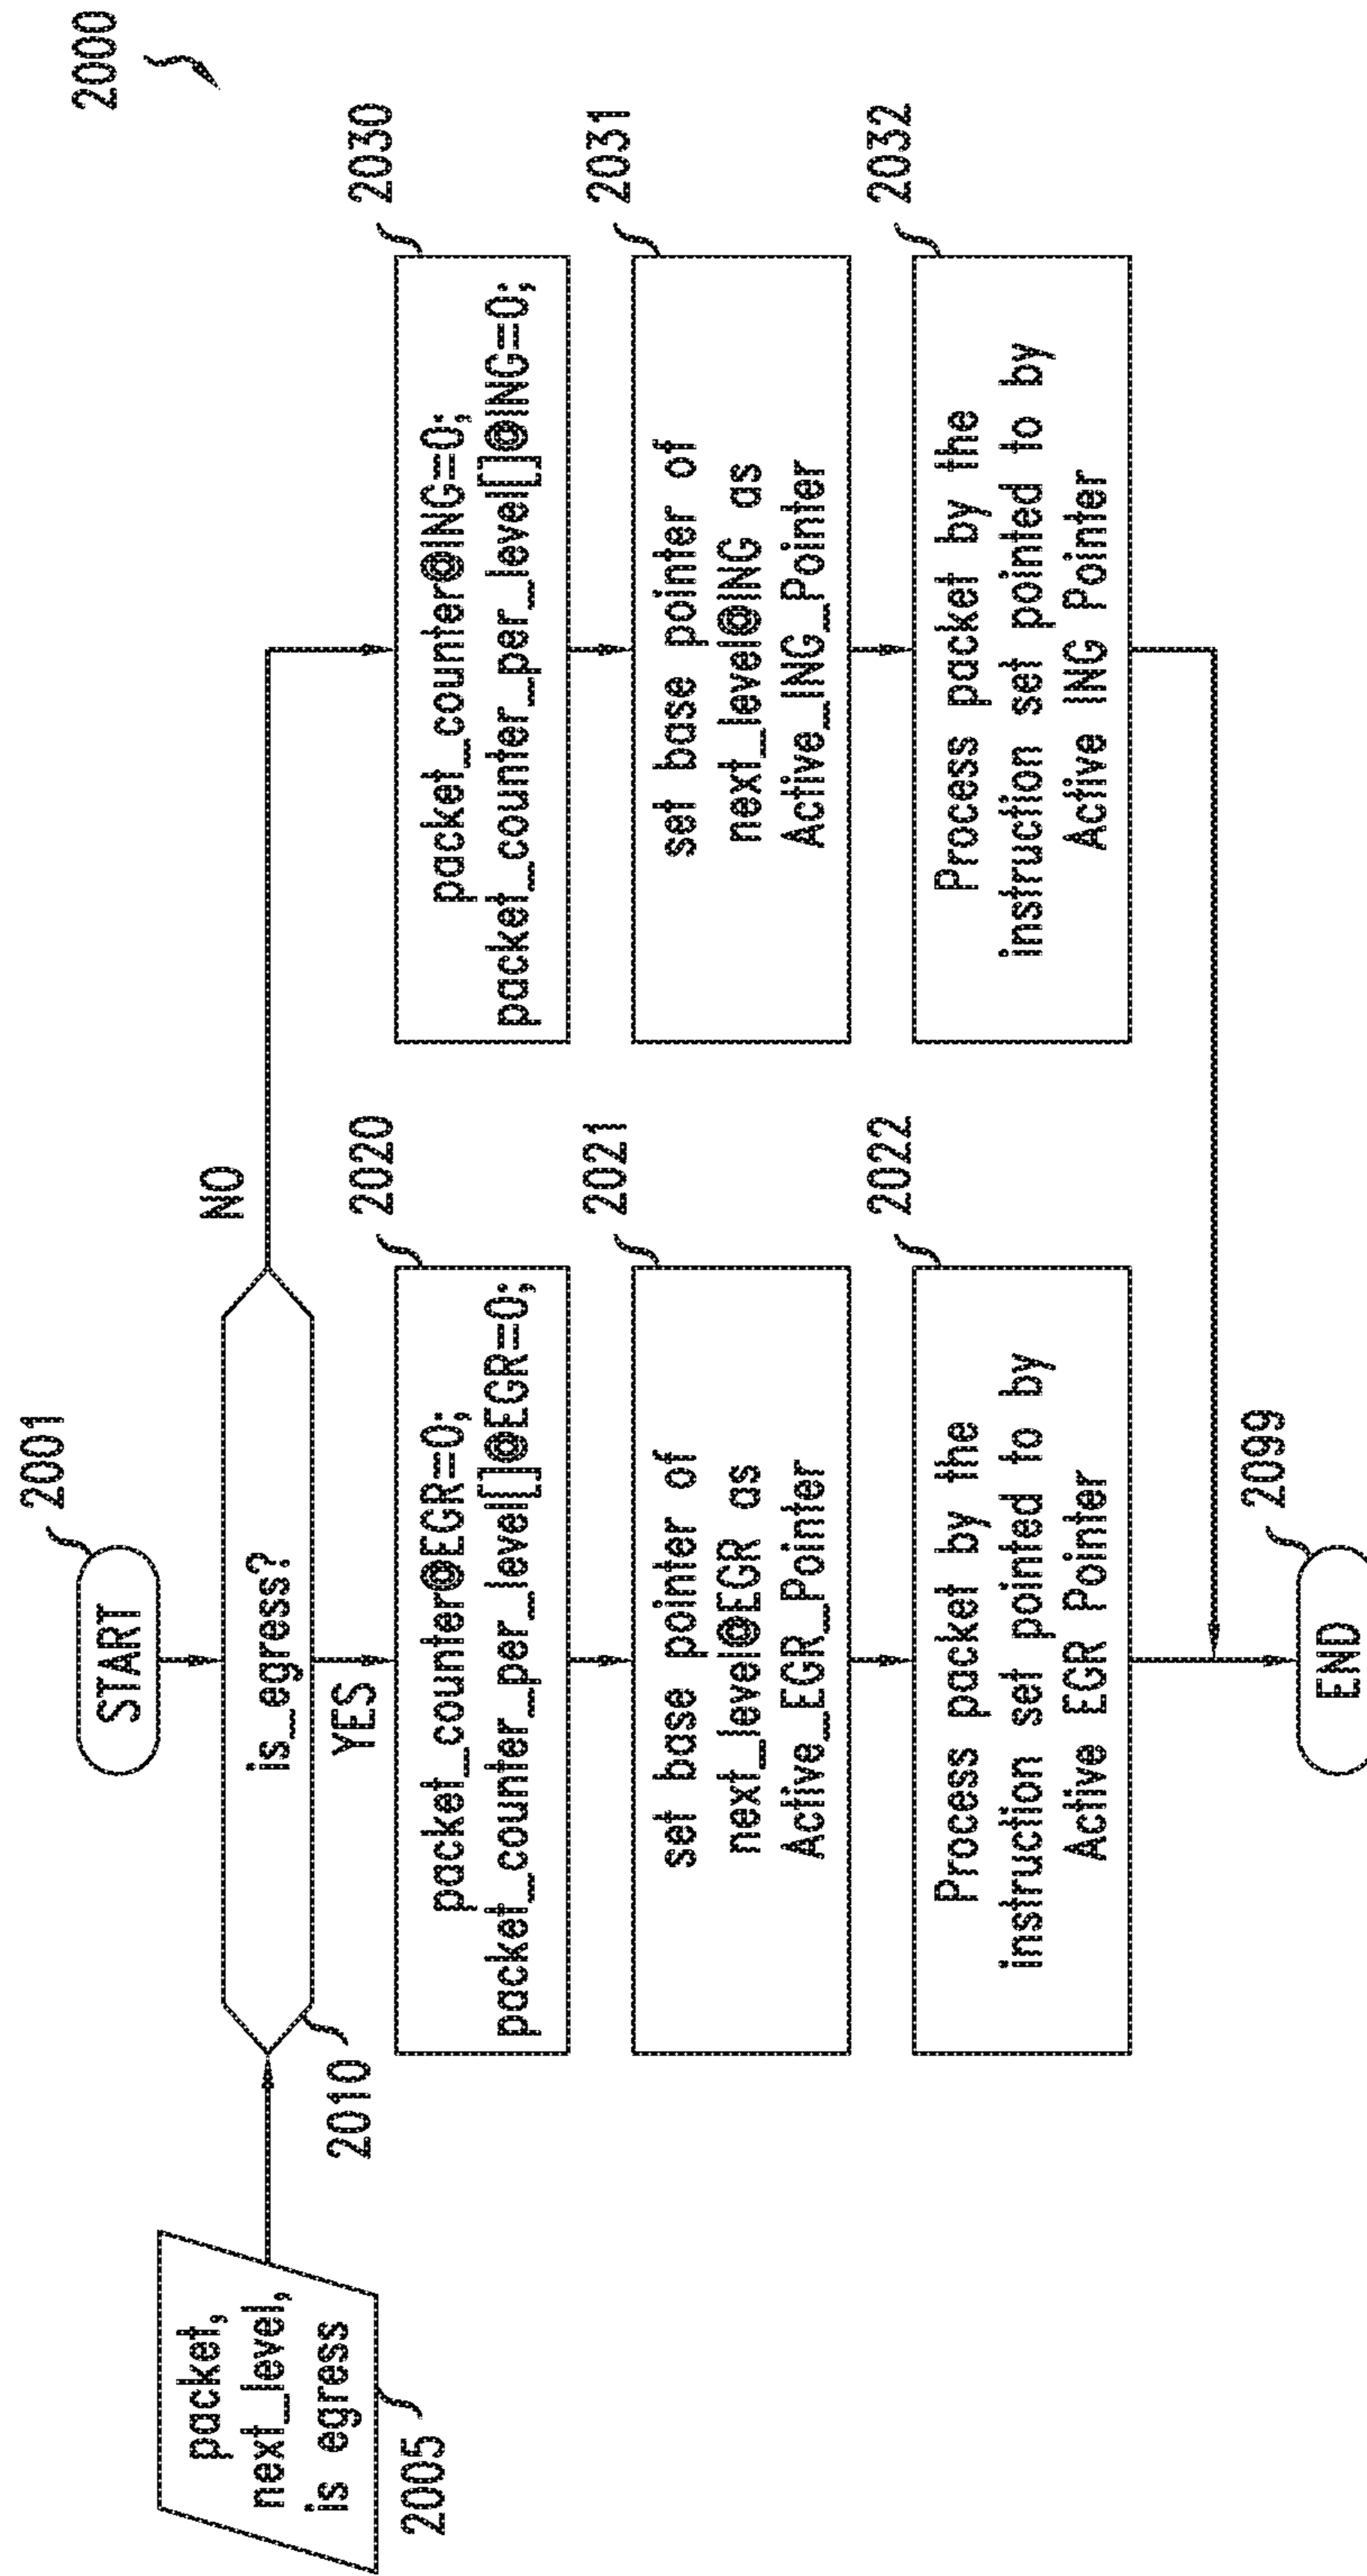 2000
START
2001
packet,
next_level,
is egress
2005
is_egress?
2010
NO
YES
packet_counter@EGR=0;
packet_counter_per_level[]@EGR=0;
2020
set base pointer of
next_level@EGR as
Active_EGR_Pointer
2021
Process packet by the
instruction set pointed to by
Active EGR Pointer
2022
packet_counter@ING=0;
packet_counter_per_level[]@ING=0;
2030
set base pointer of
next_level@ING as
Active_ING_Pointer
2031
Process packet by the
instruction set pointed to by
Active ING Pointer
2032
END
2099